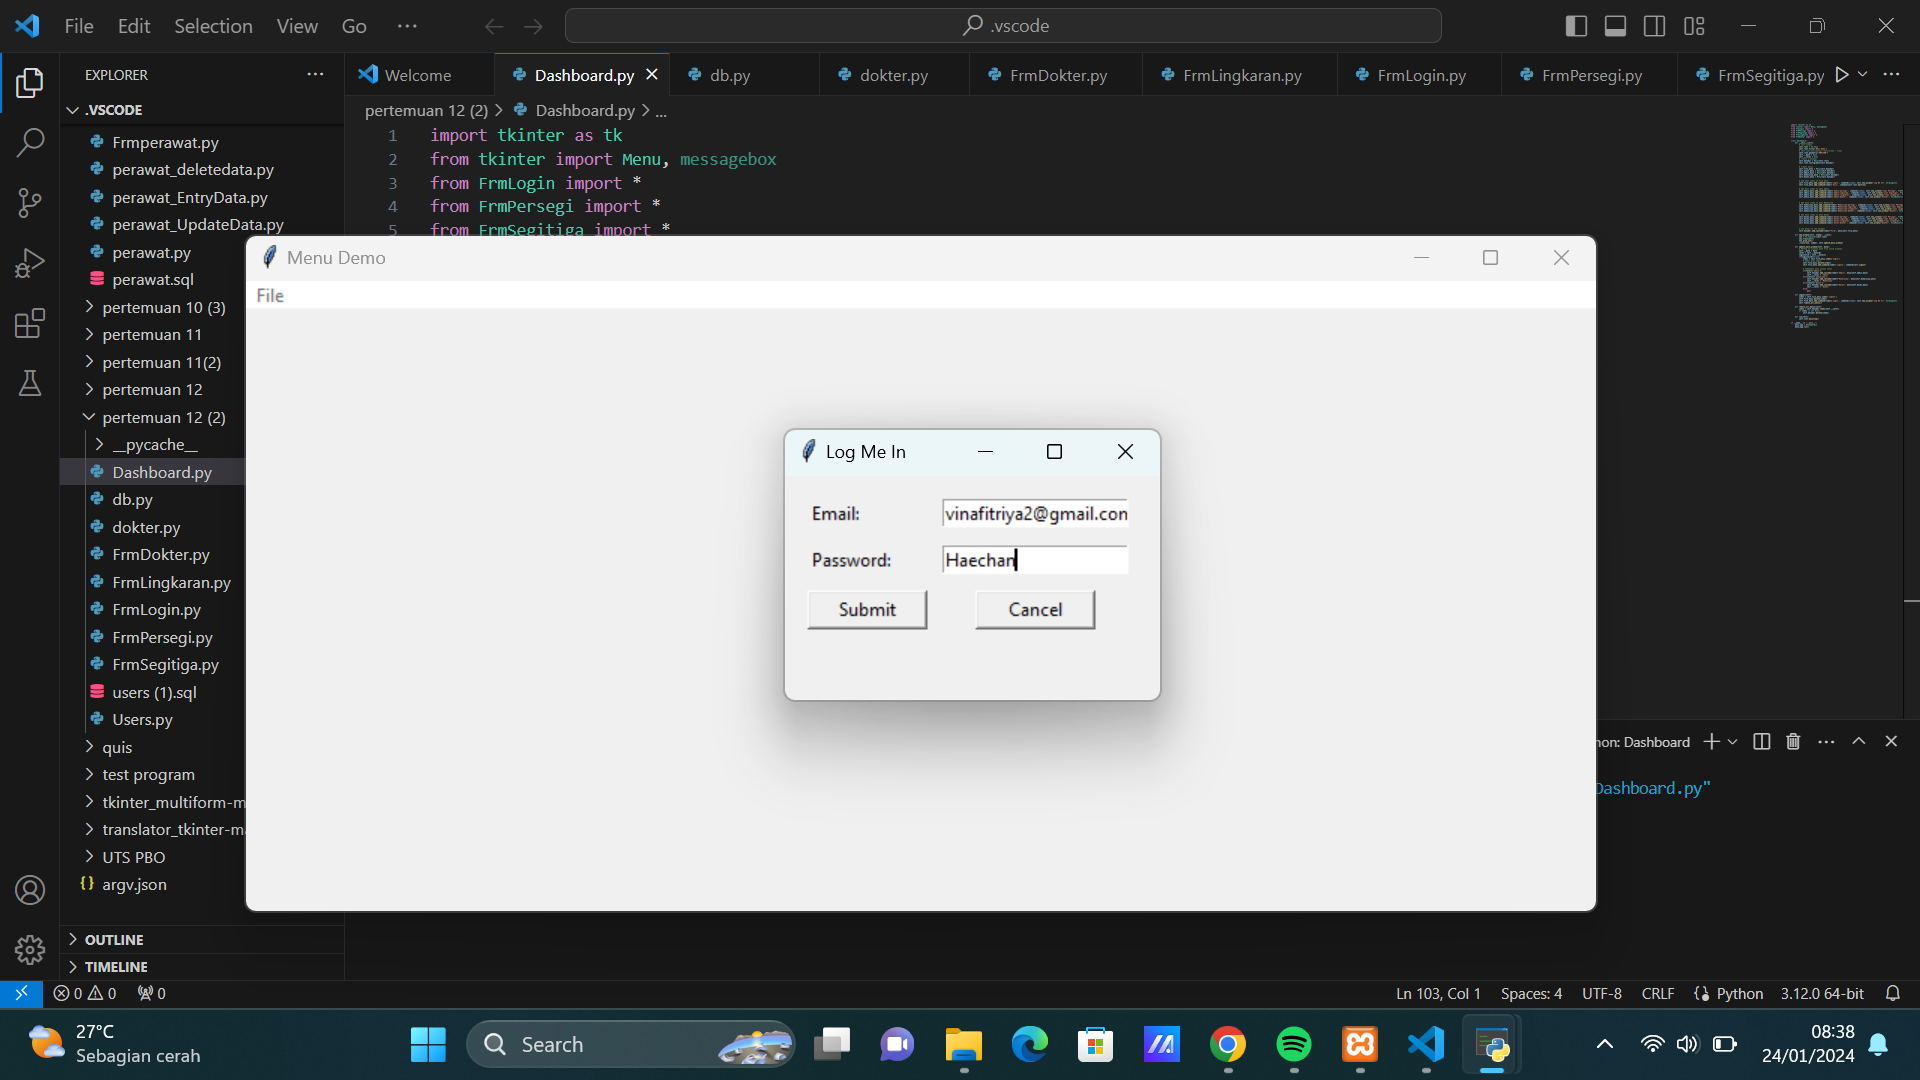 File Edit Selection View Go ...
.vscode
EXPLORER
.VSCODE
Frmperawat.py
perawat_deletedata.py
perawat_EntryData.py
perawat_UpdateData.py
perawat.py
perawat.sql
pertemuan 10 (3)
pertemuan 11
pertemuan 11(2)
pertemuan 12
pertemuan 12 (2)
__pycache__
Dashboard.py
db.py
dokter.py
FrmDokter.py
FrmLingkaran.py
FrmLogin.py
FrmPersegi.py
FrmSegitiga.py
users (1).sql
Users.py
quis
test program
tkinter_multiform-m
translator_tkinter-m
UTS PBO
argv.json
OUTLINE
TIMELINE
Welcome Dashboard.py db.py dokter.py FrmDokter.py FrmLingkaran.py FrmLogin.py FrmPersegi.py FrmSegitiga.py
pertemuan 12 (2) > Dashboard.py > ...
1 import tkinter as tk
2 from tkinter import Menu, messagebox
3 from FrmLogin import *
4 from FrmPersegi import *
5 from FrmSegitiga import *
Menu Demo
File
Log Me In
Email: vinafitriya2@gmail.con
Password: Haechan
Submit Cancel
hon: Dashboard
Dashboard.py"
0 0 0
Ln 103, Col 1 Spaces: 4 UTF-8 CRLF Python 3.12.0 64-bit
27°C
Sebagian cerah
Search
08:38
24/01/2024